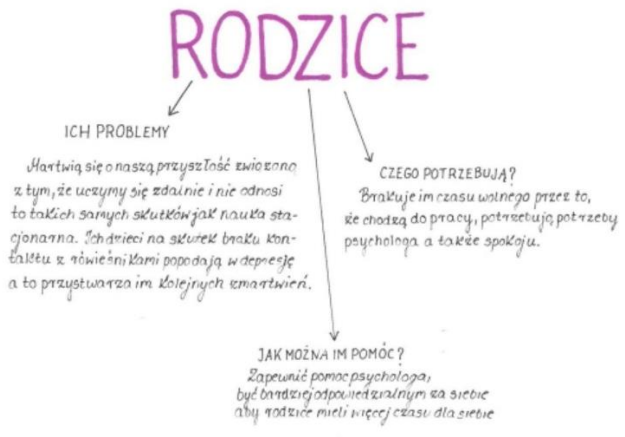 RODZICE
ICH PROBLEMY
Martwią się o naszą przyszłość związaną
z tym, że uczymy się zdalnie i nie odnosi
to takich samych skutków jak nauka sta-
cjonarna. Ich dzieci na skutek braku kon-
taktu z rówieśnikami popadają w depresję
a to przystwarza im kolejnych zmartwień.
CZEGO POTRZEBUJĄ?
Brakuje im czasu wolnego przez to,
że chodzą do pracy, potrzebują potrzeby
psychologa a także spokoju.
JAK MOŻNA IM POMÓC?
Zapewnić pomoc psychologa,
być bardziej odpowiedzialnym za siebie
aby rodzice mieli więcej czasu dla siebie